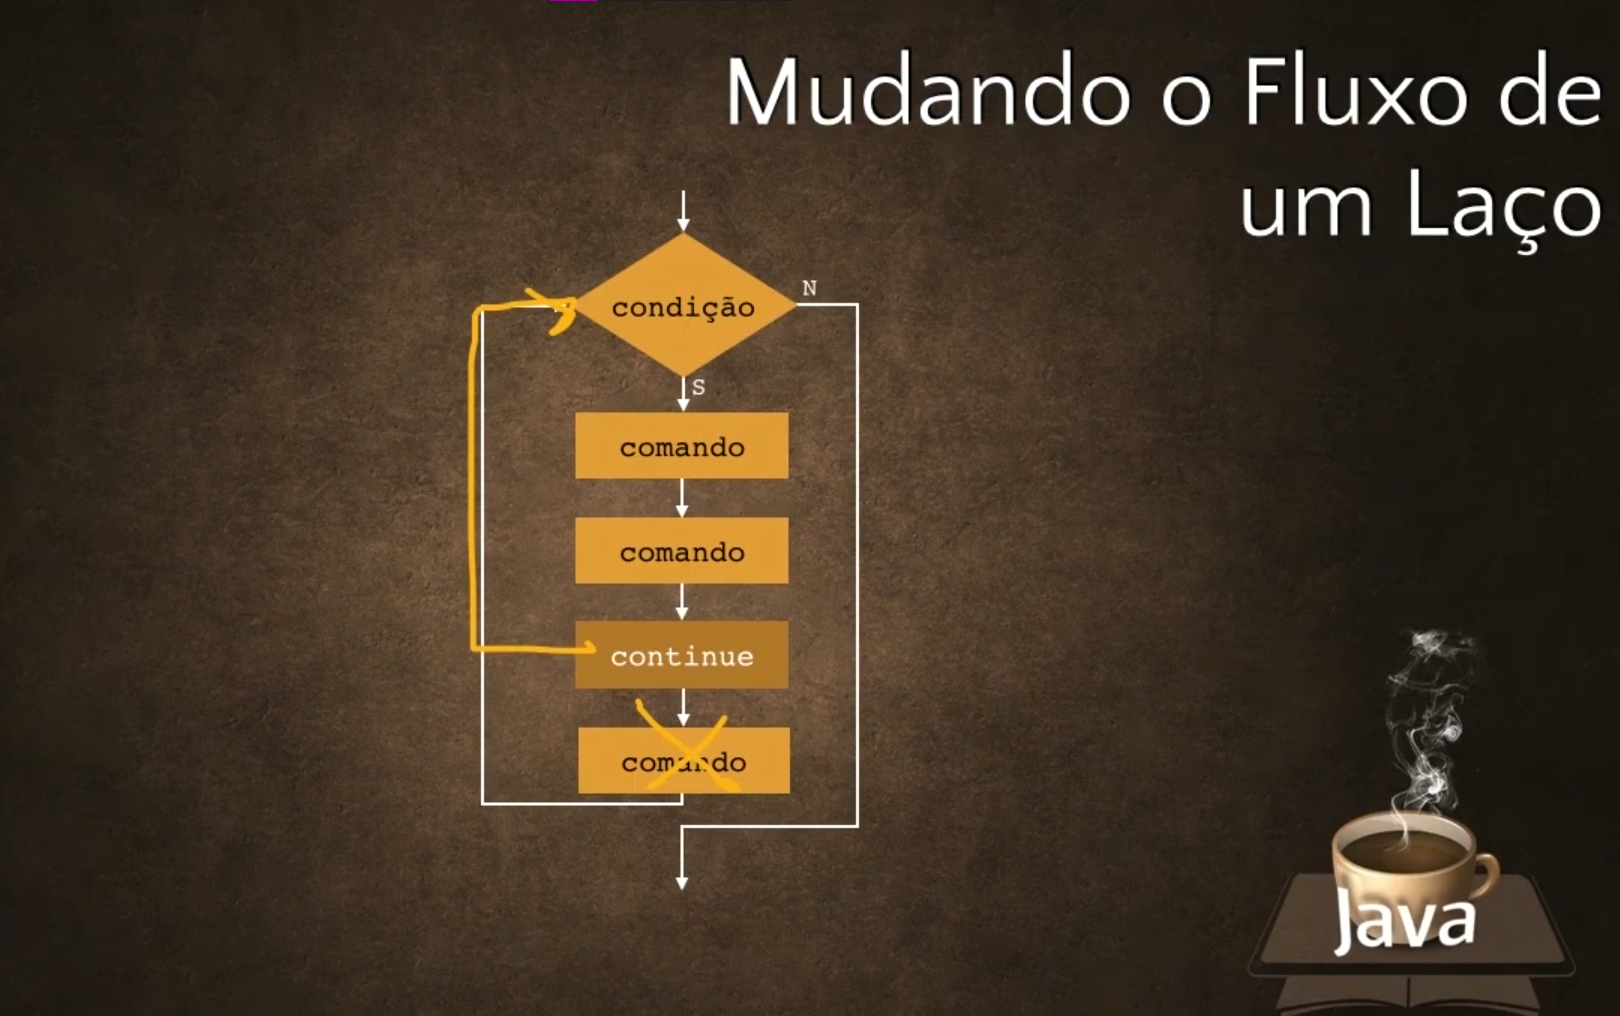 Mudando o Fluxo de
um Laço
condição
N
S
comando
comando
continue
comando
Java